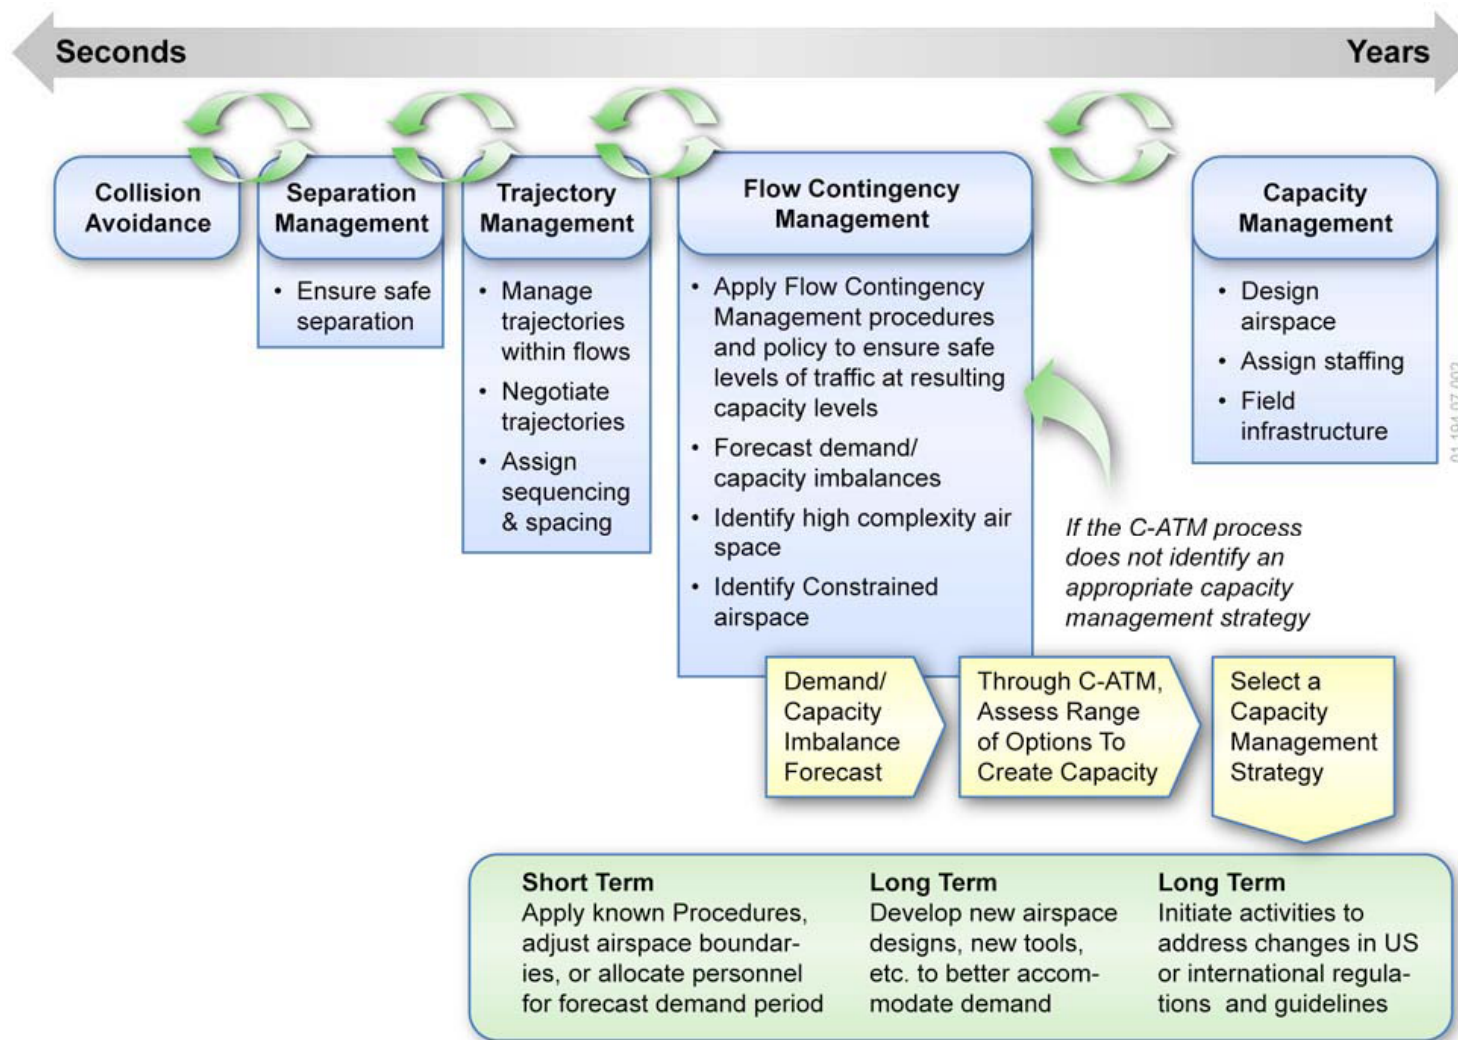 Seconds
Years
Collision
Avoidance
Separation
Management
• Ensure safe
separation
Trajectory
Management
• Manage
trajectories
within flows
• Negotiate
trajectories
• Assign
sequencing
& spacing
Flow Contingency
Management
• Apply Flow Contingency
Management procedures
and policy to ensure safe
levels of traffic at resulting
capacity levels
• Forecast demand/
capacity imbalances
• Identify high complexity air
space
• Identify Constrained
airspace
Capacity
Management
• Design
airspace
• Assign staffing
• Field
infrastructure
01.194.07.002
If the C-ATM process
does not identify an
appropriate capacity
management strategy
Demand/
Capacity
Imbalance
Forecast
Through C-ATM,
Assess Range
of Options To
Create Capacity
Select a
Capacity
Management
Strategy
Short Term
Apply known Procedures,
adjust airspace boundar-
ies, or allocate personnel
for forecast demand period
Long Term
Develop new airspace
designs, new tools,
etc. to better accom-
modate demand
Long Term
Initiate activities to
address changes in US
or international regula-
tions and guidelines